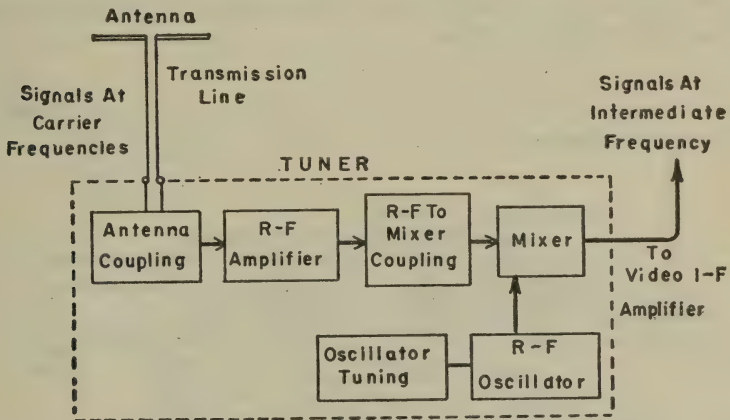 Antenna
Transmission
Line
Signals At
Carrier
Frequencies
Signals At
Intermediate
Frequency
TUNER
Antenna
Coupling
R-F
Amplifier
R-F To
Mixer
Coupling
Mixer
To
Video I-F
Amplifier
Oscillator
Tuning
R-F
Oscillator